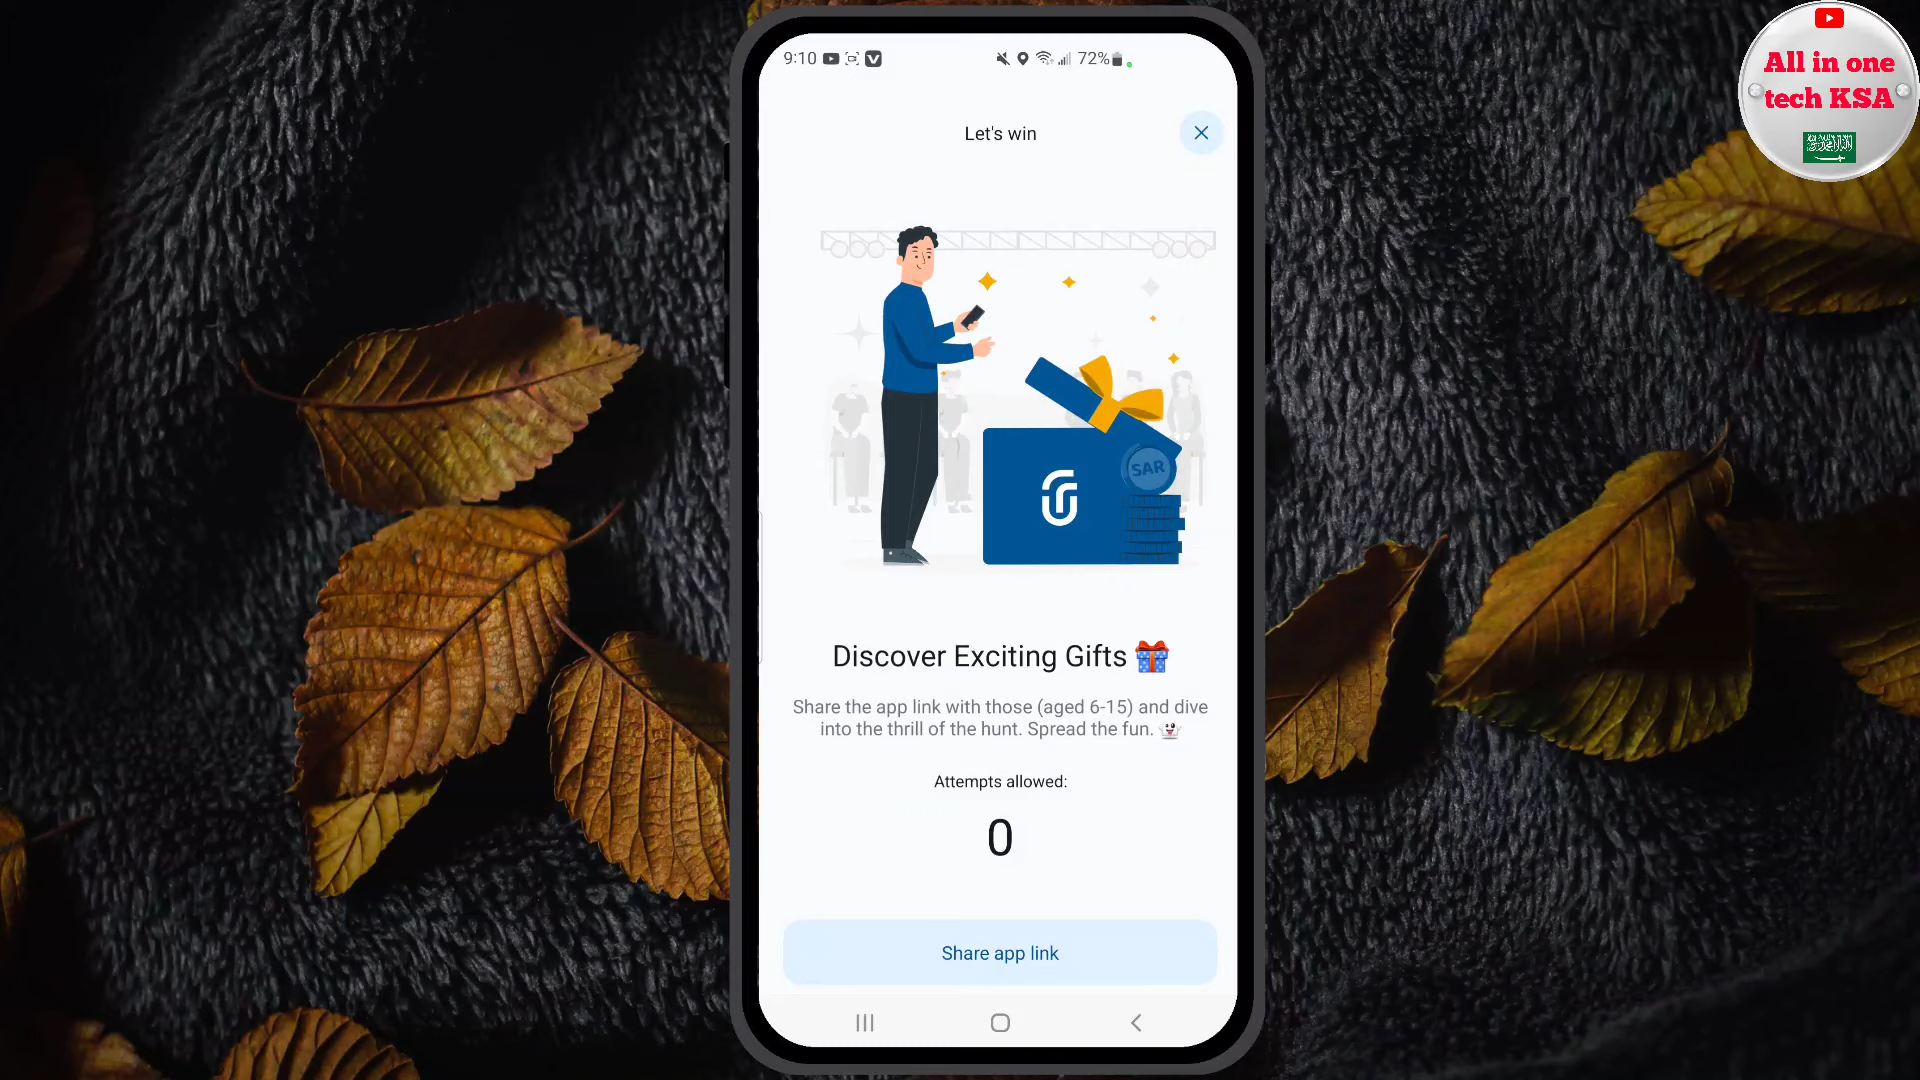 9:10
72%
All in one
tech KSA
Let's win
SAR
Discover Exciting Gifts
Share the app link with those (aged 6-15) and dive
into the thrill of the hunt. Spread the fun.
Attempts allowed:
0
Share app link